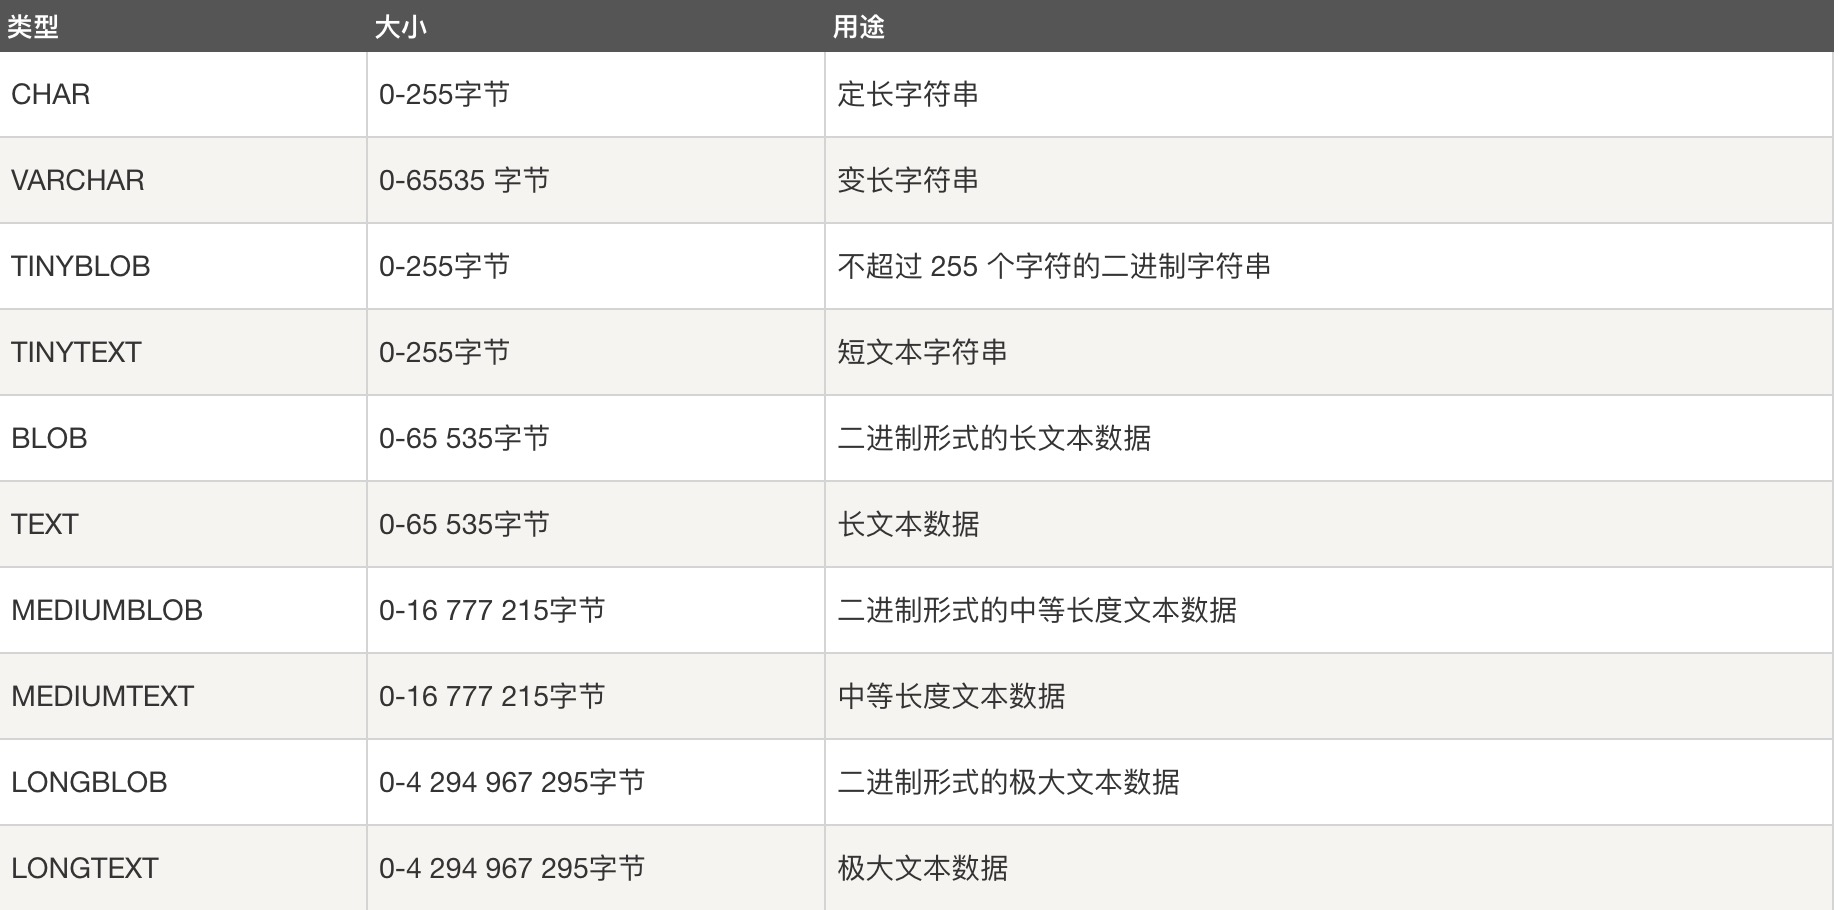 类型 大小 用途
CHAR 0-255字节 定长字符串
VARCHAR 0-65535 字节 变长字符串
TINYBLOB 0-255字节 不超过 255 个字符的二进制字符串
TINYTEXT 0-255字节 短文本字符串
BLOB 0-65 535字节 二进制形式的长文本数据
TEXT 0-65 535字节 长文本数据
MEDIUMBLOB 0-16 777 215字节 二进制形式的中等长度文本数据
MEDIUMTEXT 0-16 777 215字节 中等长度文本数据
LONGBLOB 0-4 294 967 295字节 二进制形式的极大文本数据
LONGTEXT 0-4 294 967 295字节 极大文本数据